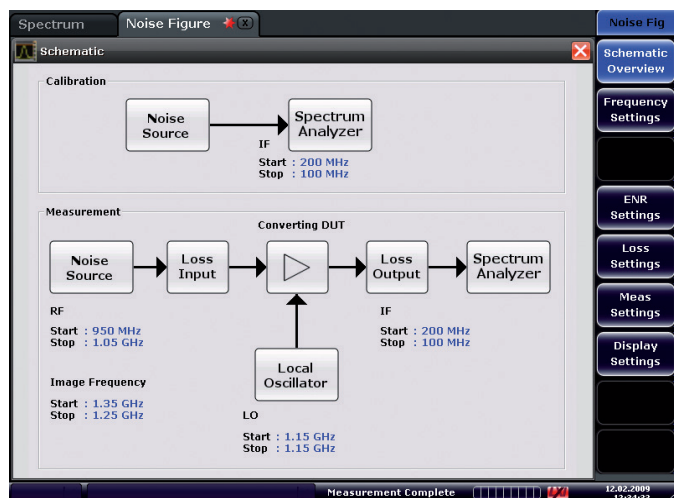 Spectrum
Noise Figure
Noise Fig
Schematic
Schematic Overview
Frequency Settings
ENR Settings
Loss Settings
Meas Settings
Display Settings
Calibration
Noise Source
Spectrum Analyzer
IF
Start : 200 MHz
Stop : 100 MHz
Measurement
Converting DUT
Noise Source
Loss Input
Loss Output
Spectrum Analyzer
RF
Start : 950 MHz
Stop : 1.05 GHz
IF
Start : 200 MHz
Stop : 100 MHz
Image Frequency
Start : 1.35 GHz
Stop : 1.25 GHz
Local Oscillator
LO
Start : 1.15 GHz
Stop : 1.15 GHz
Measurement Complete
12.02.2009